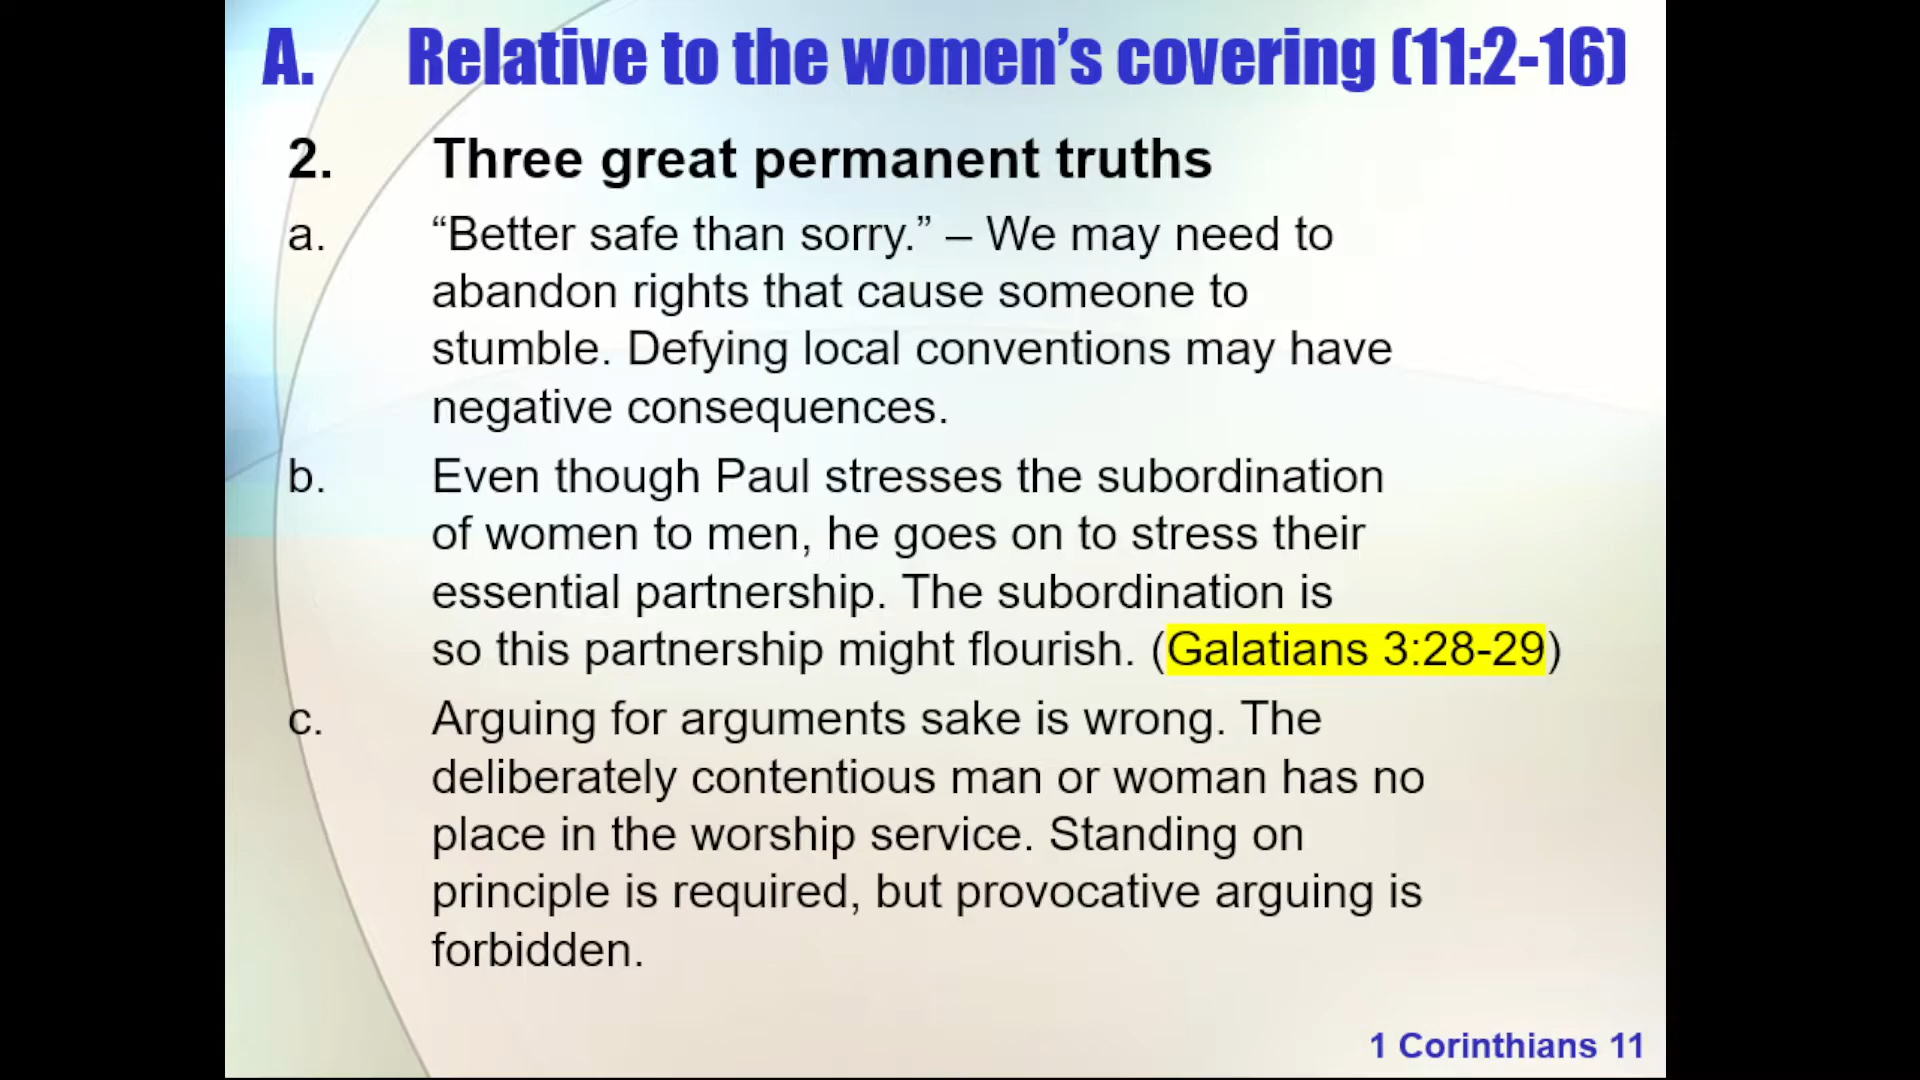 A. Relative to the women’s covering (11:2-16)
2. Three great permanent truths
a. “Better safe than sorry.” – We may need to
abandon rights that cause someone to
stumble. Defying local conventions may have
negative consequences.
b. Even though Paul stresses the subordination
of women to men, he goes on to stress their
essential partnership. The subordination is
so this partnership might flourish. (Galatians 3:28-29)
c. Arguing for arguments sake is wrong. The
deliberately contentious man or woman has no
place in the worship service. Standing on
principle is required, but provocative arguing is
forbidden.
1 Corinthians 11